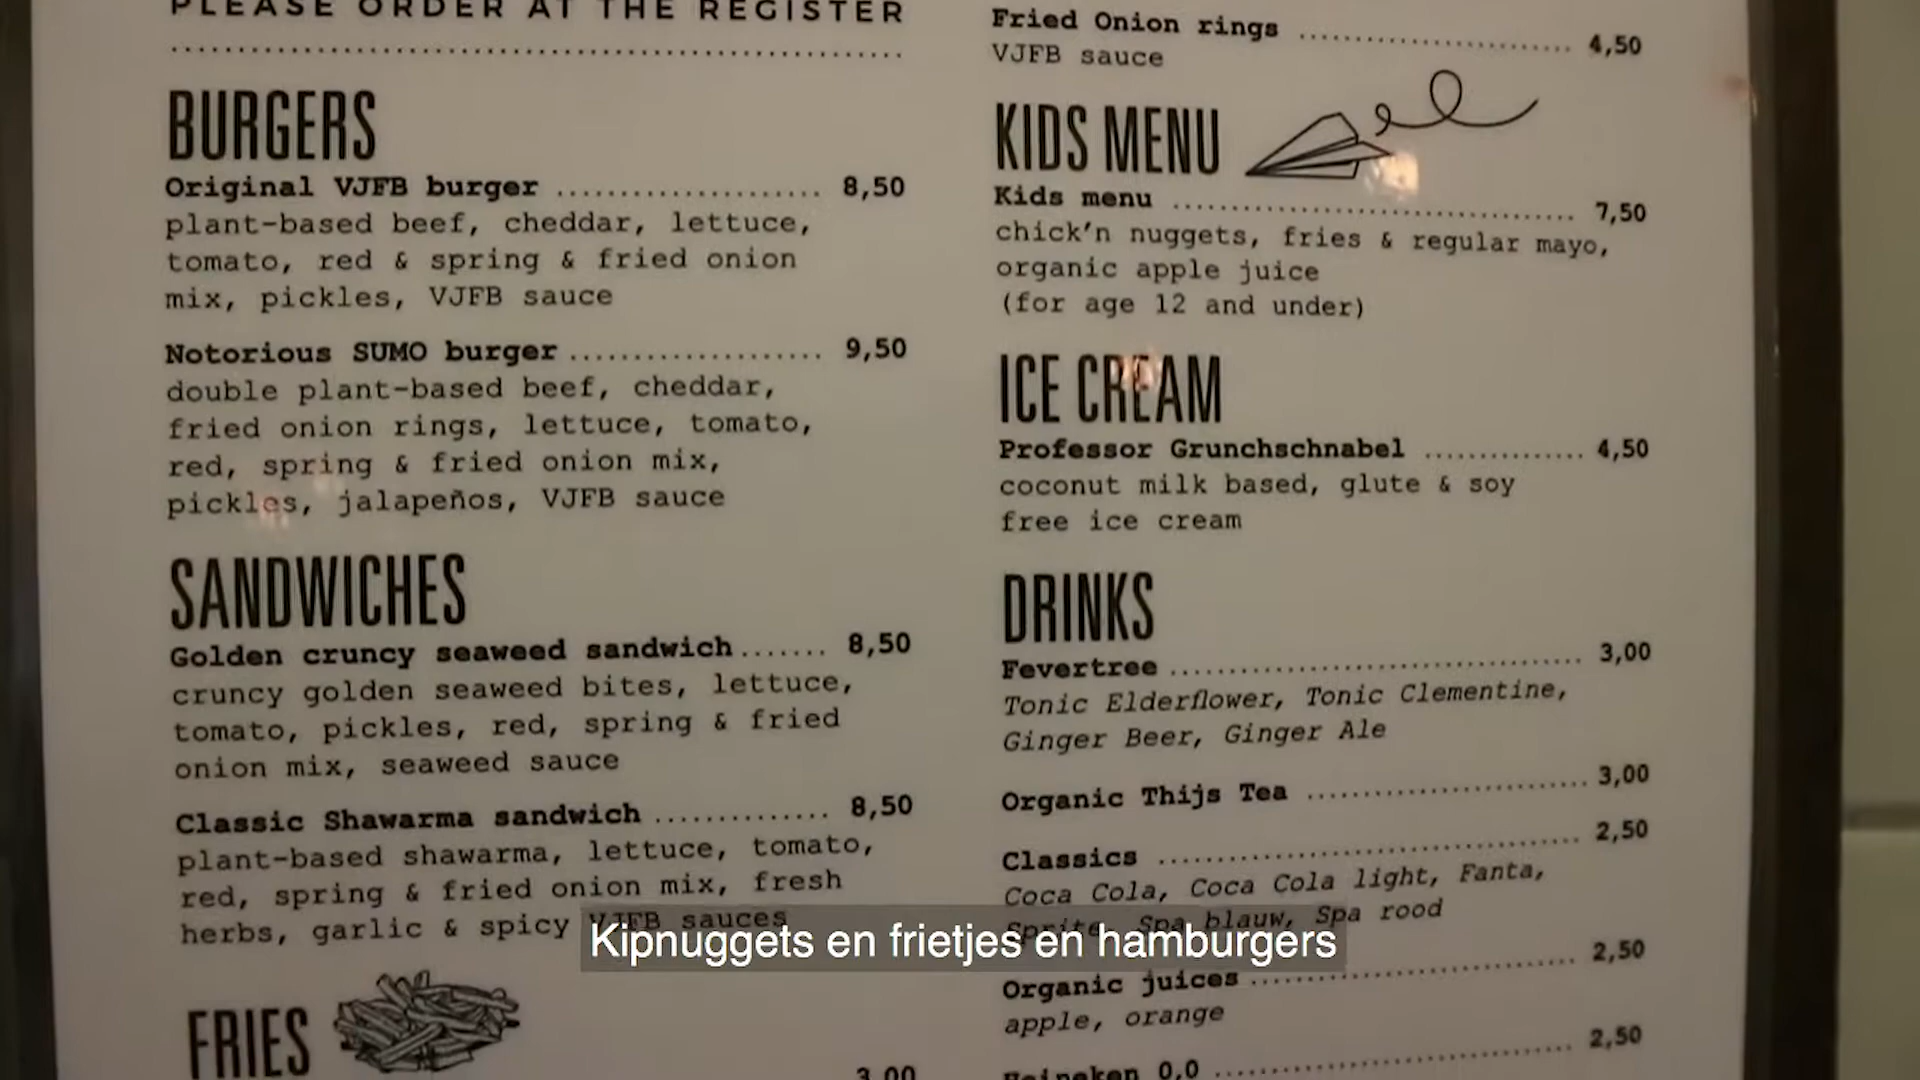 PLEASE ORDER AT THE REGISTER
BURGERS
Original VJFB burger 8,50
plant-based beef, cheddar, lettuce,
tomato, red & spring & fried onion
mix, pickles, VJFB sauce
Notorious SUMO burger 9,50
double plant-based beef, cheddar,
fried onion rings, lettuce, tomato,
red, spring & fried onion mix,
pickles, jalapeños, VJFB sauce
SANDWICHES
Golden cruncy seaweed sandwich 8,50
cruncy golden seaweed bites, lettuce,
tomato, pickles, red, spring & fried
onion mix, seaweed sauce
Classic Shawarma sandwich 8,50
plant-based shawarma, lettuce, tomato,
red, spring & fried onion mix, fresh
herbs, garlic & spicy VJFB sauces
FRIES
3,00
Fried Onion rings 4,50
VJFB sauce
KIDS MENU
Kids menu 7,50
chick'n nuggets, fries & regular mayo,
organic apple juice
(for age 12 and under)
ICE CREAM
Professor Grunchschnabel 4,50
coconut milk based, glute & soy
free ice cream
DRINKS
Fevertree 3,00
Tonic Elderflower, Tonic Clementine,
Ginger Beer, Ginger Ale
Organic Thijs Tea 3,00
Classics 2,50
Coca Cola, Coca Cola light, Fanta,
Sprite, Spa blauw, Spa rood
Organic juices 2,50
apple, orange
Heineken 0,0 2,50
Kipnuggets en frietjes en hamburgers